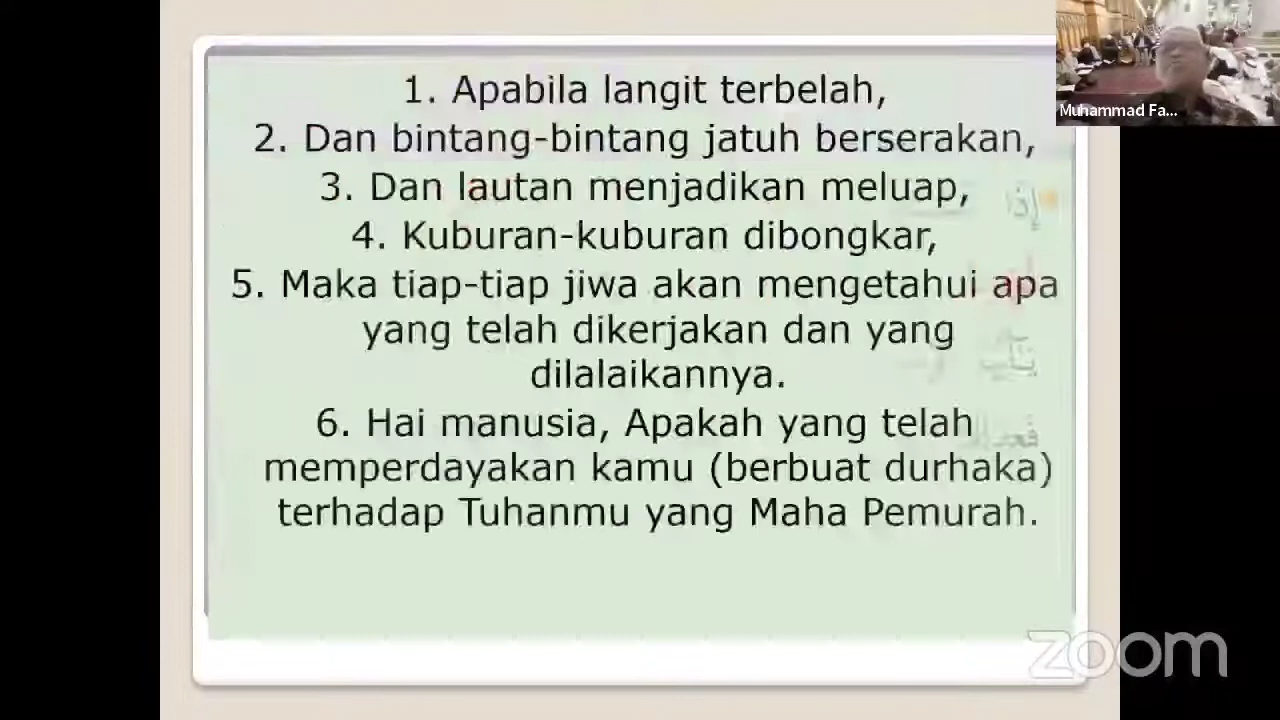 1. Apabila langit terbelah,
2. Dan bintang-bintang jatuh berserakan,
3. Dan lautan menjadikan meluap,
4. Kuburan-kuburan dibongkar,
5. Maka tiap-tiap jiwa akan mengetahui apa
yang telah dikerjakan dan yang
dilalaikannya.
6. Hai manusia, Apakah yang telah
memperdayakan kamu (berbuat durhaka)
terhadap Tuhanmu yang Maha Pemurah.
Muhammad Fa...
zoom